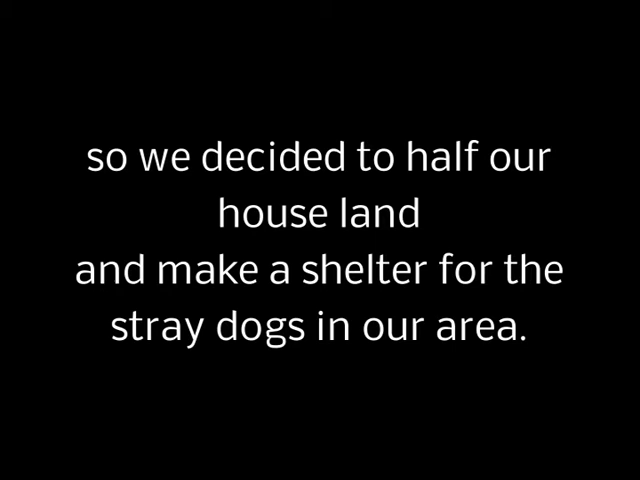 so we decided to half our
house land
and make a shelter for the
stray dogs in our area.